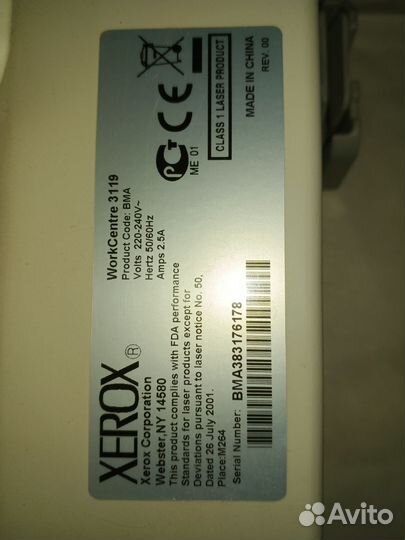 XEROX®
Xerox Corporation
Webster,NY 14580
This product complies with FDA performance
Standards for laser products except for
Deviations pursuant to laser notice No. 50.
Dated 26 July 2001.
Place:M264
Serial Number: BMA383176178
WorkCentre 3119
Product Code: BMA
Volts 220-240V~
Hertz 50/60Hz
Amps 2.5A
PCT
ME 01
CE
CLASS 1 LASER PRODUCT
MADE IN CHINA
REV. 00
Avito